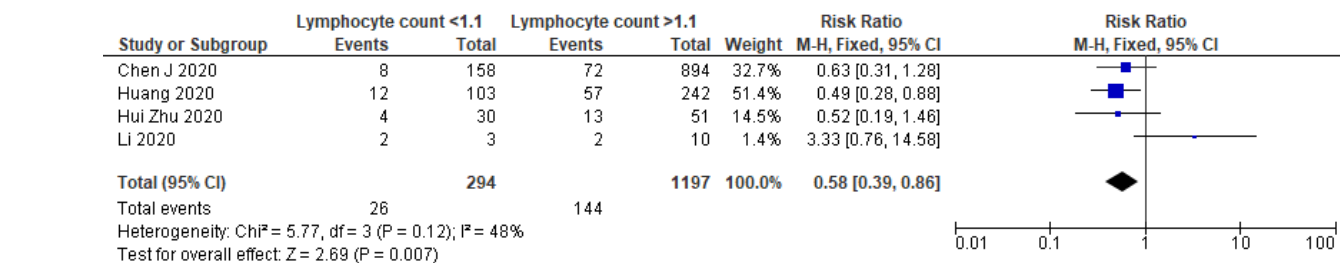 Lymphocyte count <1.1 Lymphocyte count >1.1 Risk Ratio Risk Ratio
Study or Subgroup Events Total Events Total Weight M-H, Fixed, 95% CI M-H, Fixed, 95% CI
Chen J 2020 8 158 72 894 32.7% 0.63 [0.31, 1.28]
Huang 2020 12 103 57 242 51.4% 0.49 [0.28, 0.88]
Hui Zhu 2020 4 30 13 51 14.5% 0.52 [0.19, 1.46]
Li 2020 2 3 2 10 1.4% 3.33 [0.76, 14.58]
Total (95% CI) 294 1197 100.0% 0.58 [0.39, 0.86]
Total events 26 144
Heterogeneity: Chi² = 5.77, df = 3 (P = 0.12); I² = 48%
Test for overall effect: Z = 2.69 (P = 0.007)
0.01 0.1 1 10 100